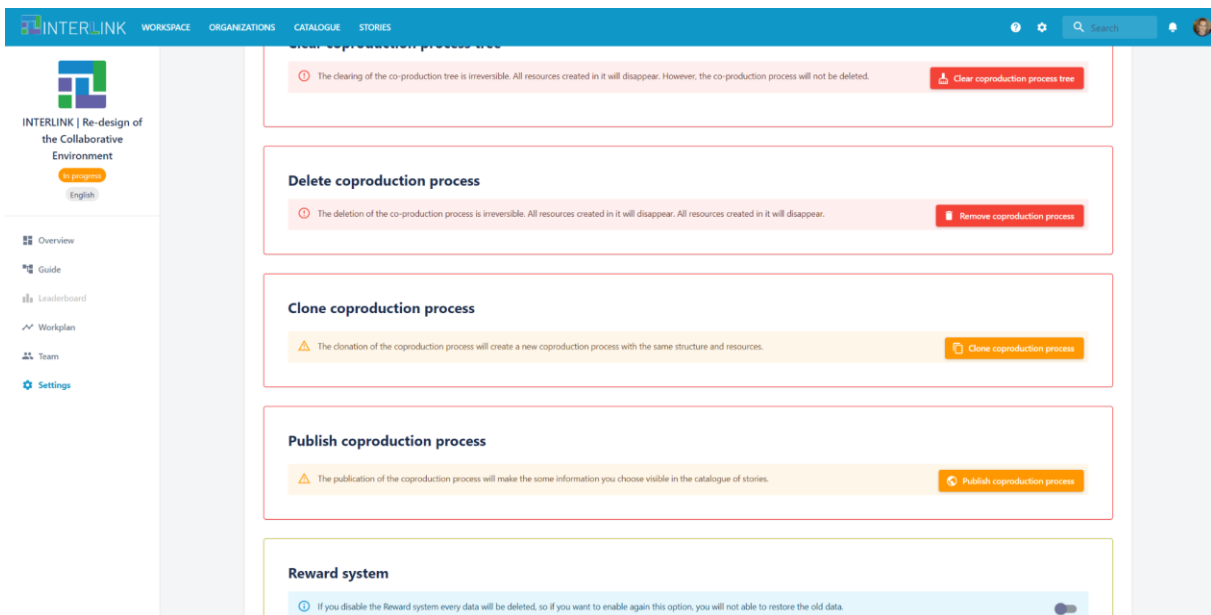 INTERLINK WORKSPACE ORGANIZATIONS CATALOGUE STORIES Search
Clear coproduction process tree
The clearing of the co-production tree is irreversible. All resources created in it will disappear. However, the co-production process will not be deleted.
Clear coproduction process tree
INTERLINK | Re-design of
the Collaborative
Environment
In progress
English
Overview
Guide
Leaderboard
Workplan
Team
Settings
Delete coproduction process
The deletion of the co-production process is irreversible. All resources created in it will disappear. All resources created in it will disappear.
Remove coproduction process
Clone coproduction process
The clonation of the coproduction process will create a new coproduction process with the same structure and resources.
Clone coproduction process
Publish coproduction process
The publication of the coproduction process will make the some information you choose visible in the catalogue of stories.
Publish coproduction process
Reward system
If you disable the Reward system every data will be deleted, so if you want to enable again this option, you will not able to restore the old data.